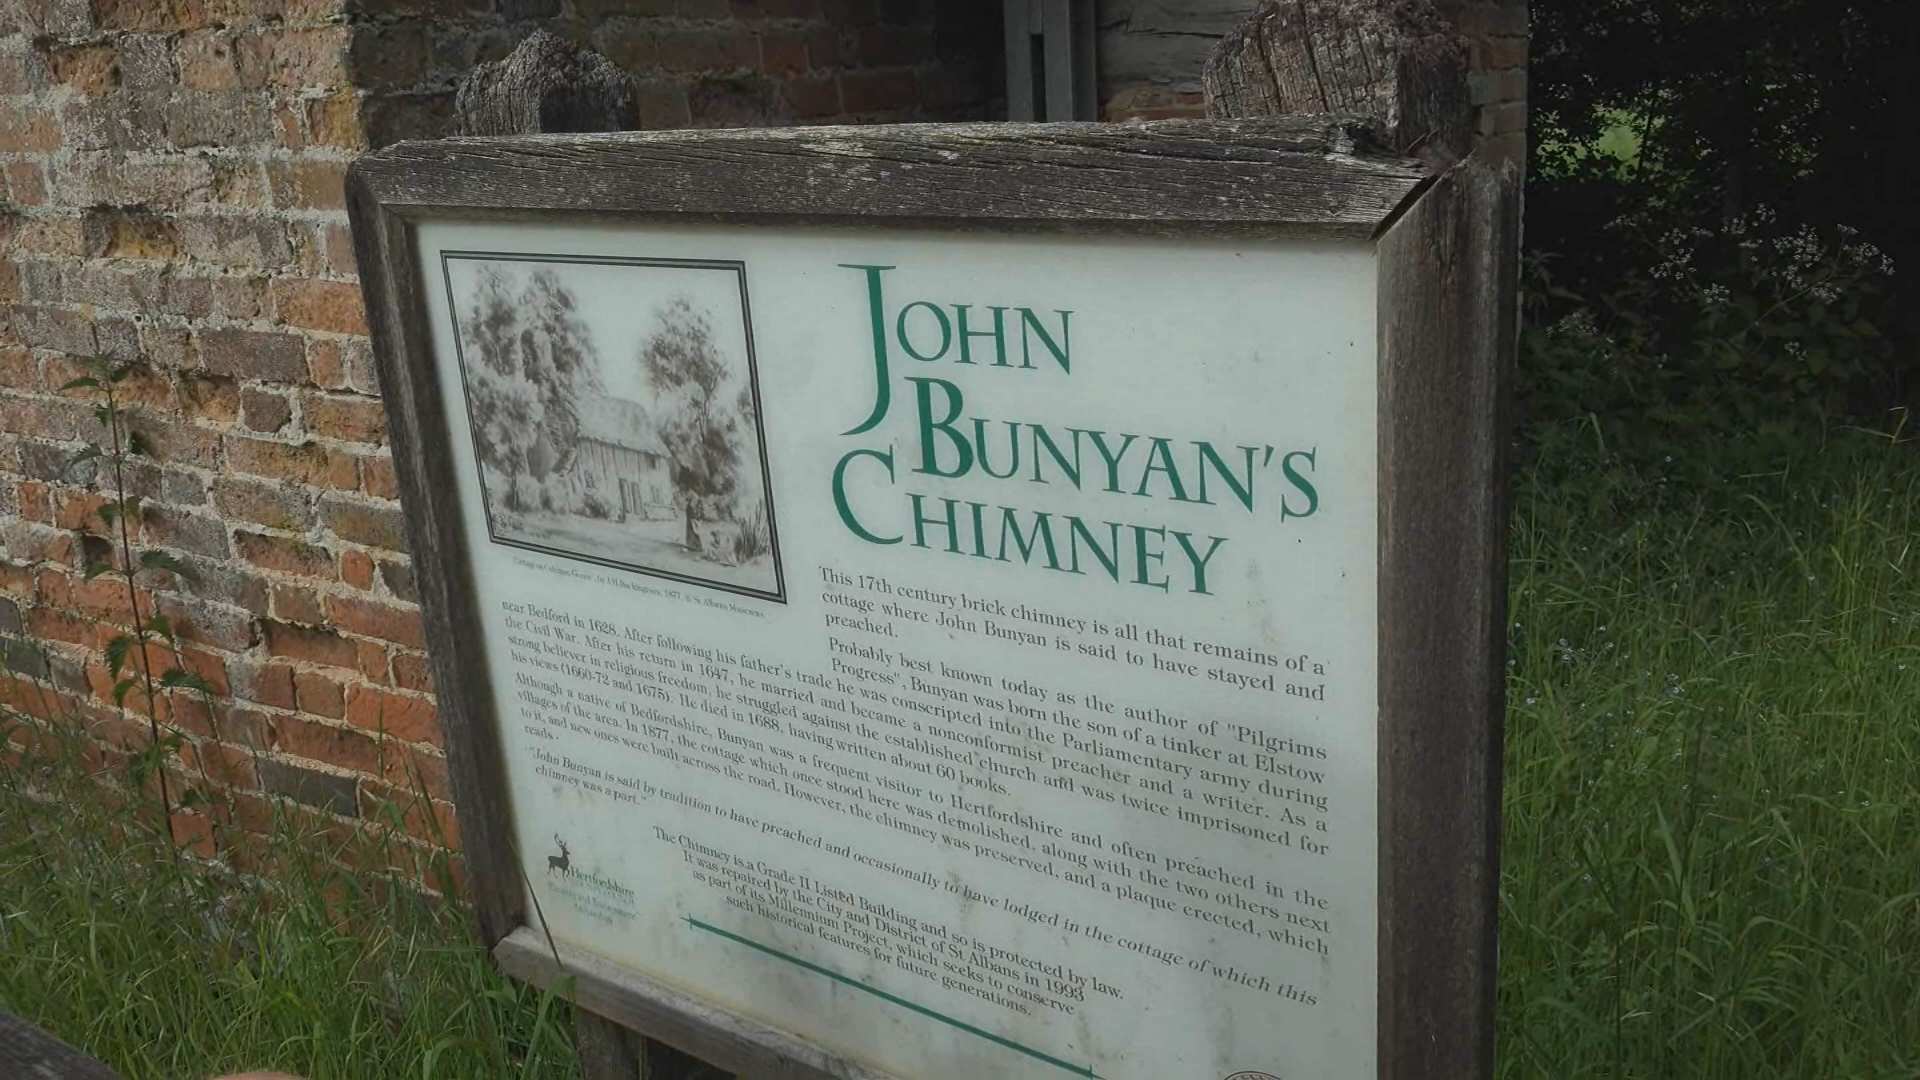 JOHN
BUNYAN'S
CHIMNEY
"Cottage on Coleman Green", by J.H.Buckingham, 1877. © St Albans Museums
This 17th century brick chimney is all that remains of a
cottage where John Bunyan is said to have stayed and
preached.
Probably best known today as the author of "Pilgrims
Progress", Bunyan was born the son of a tinker at Elstow
near Bedford in 1628. After following his father's trade he was conscripted into the Parliamentary army during
the Civil War. After his return in 1647, he married and became a nonconformist preacher and a writer. As a
strong believer in religious freedom, he struggled against the established church and was twice imprisoned for
his views (1660-72 and 1675). He died in 1688, having written about 60 books.
Although a native of Bedfordshire, Bunyan was a frequent visitor to Hertfordshire and often preached in the
villages of the area. In 1877, the cottage which once stood here was demolished, along with the two others next
to it, and new ones were built across the road. However, the chimney was preserved, and a plaque erected, which
reads.
"John Bunyan is said by tradition to have preached and occasionally to have lodged in the cottage of which this
chimney was a part."
The Chimney is a Grade II Listed Building and so is protected by law.
It was repaired by the City and District of St Albans in 1993
as part of its Millennium Project, which seeks to conserve
such historical features for future generations.
Hertfordshire